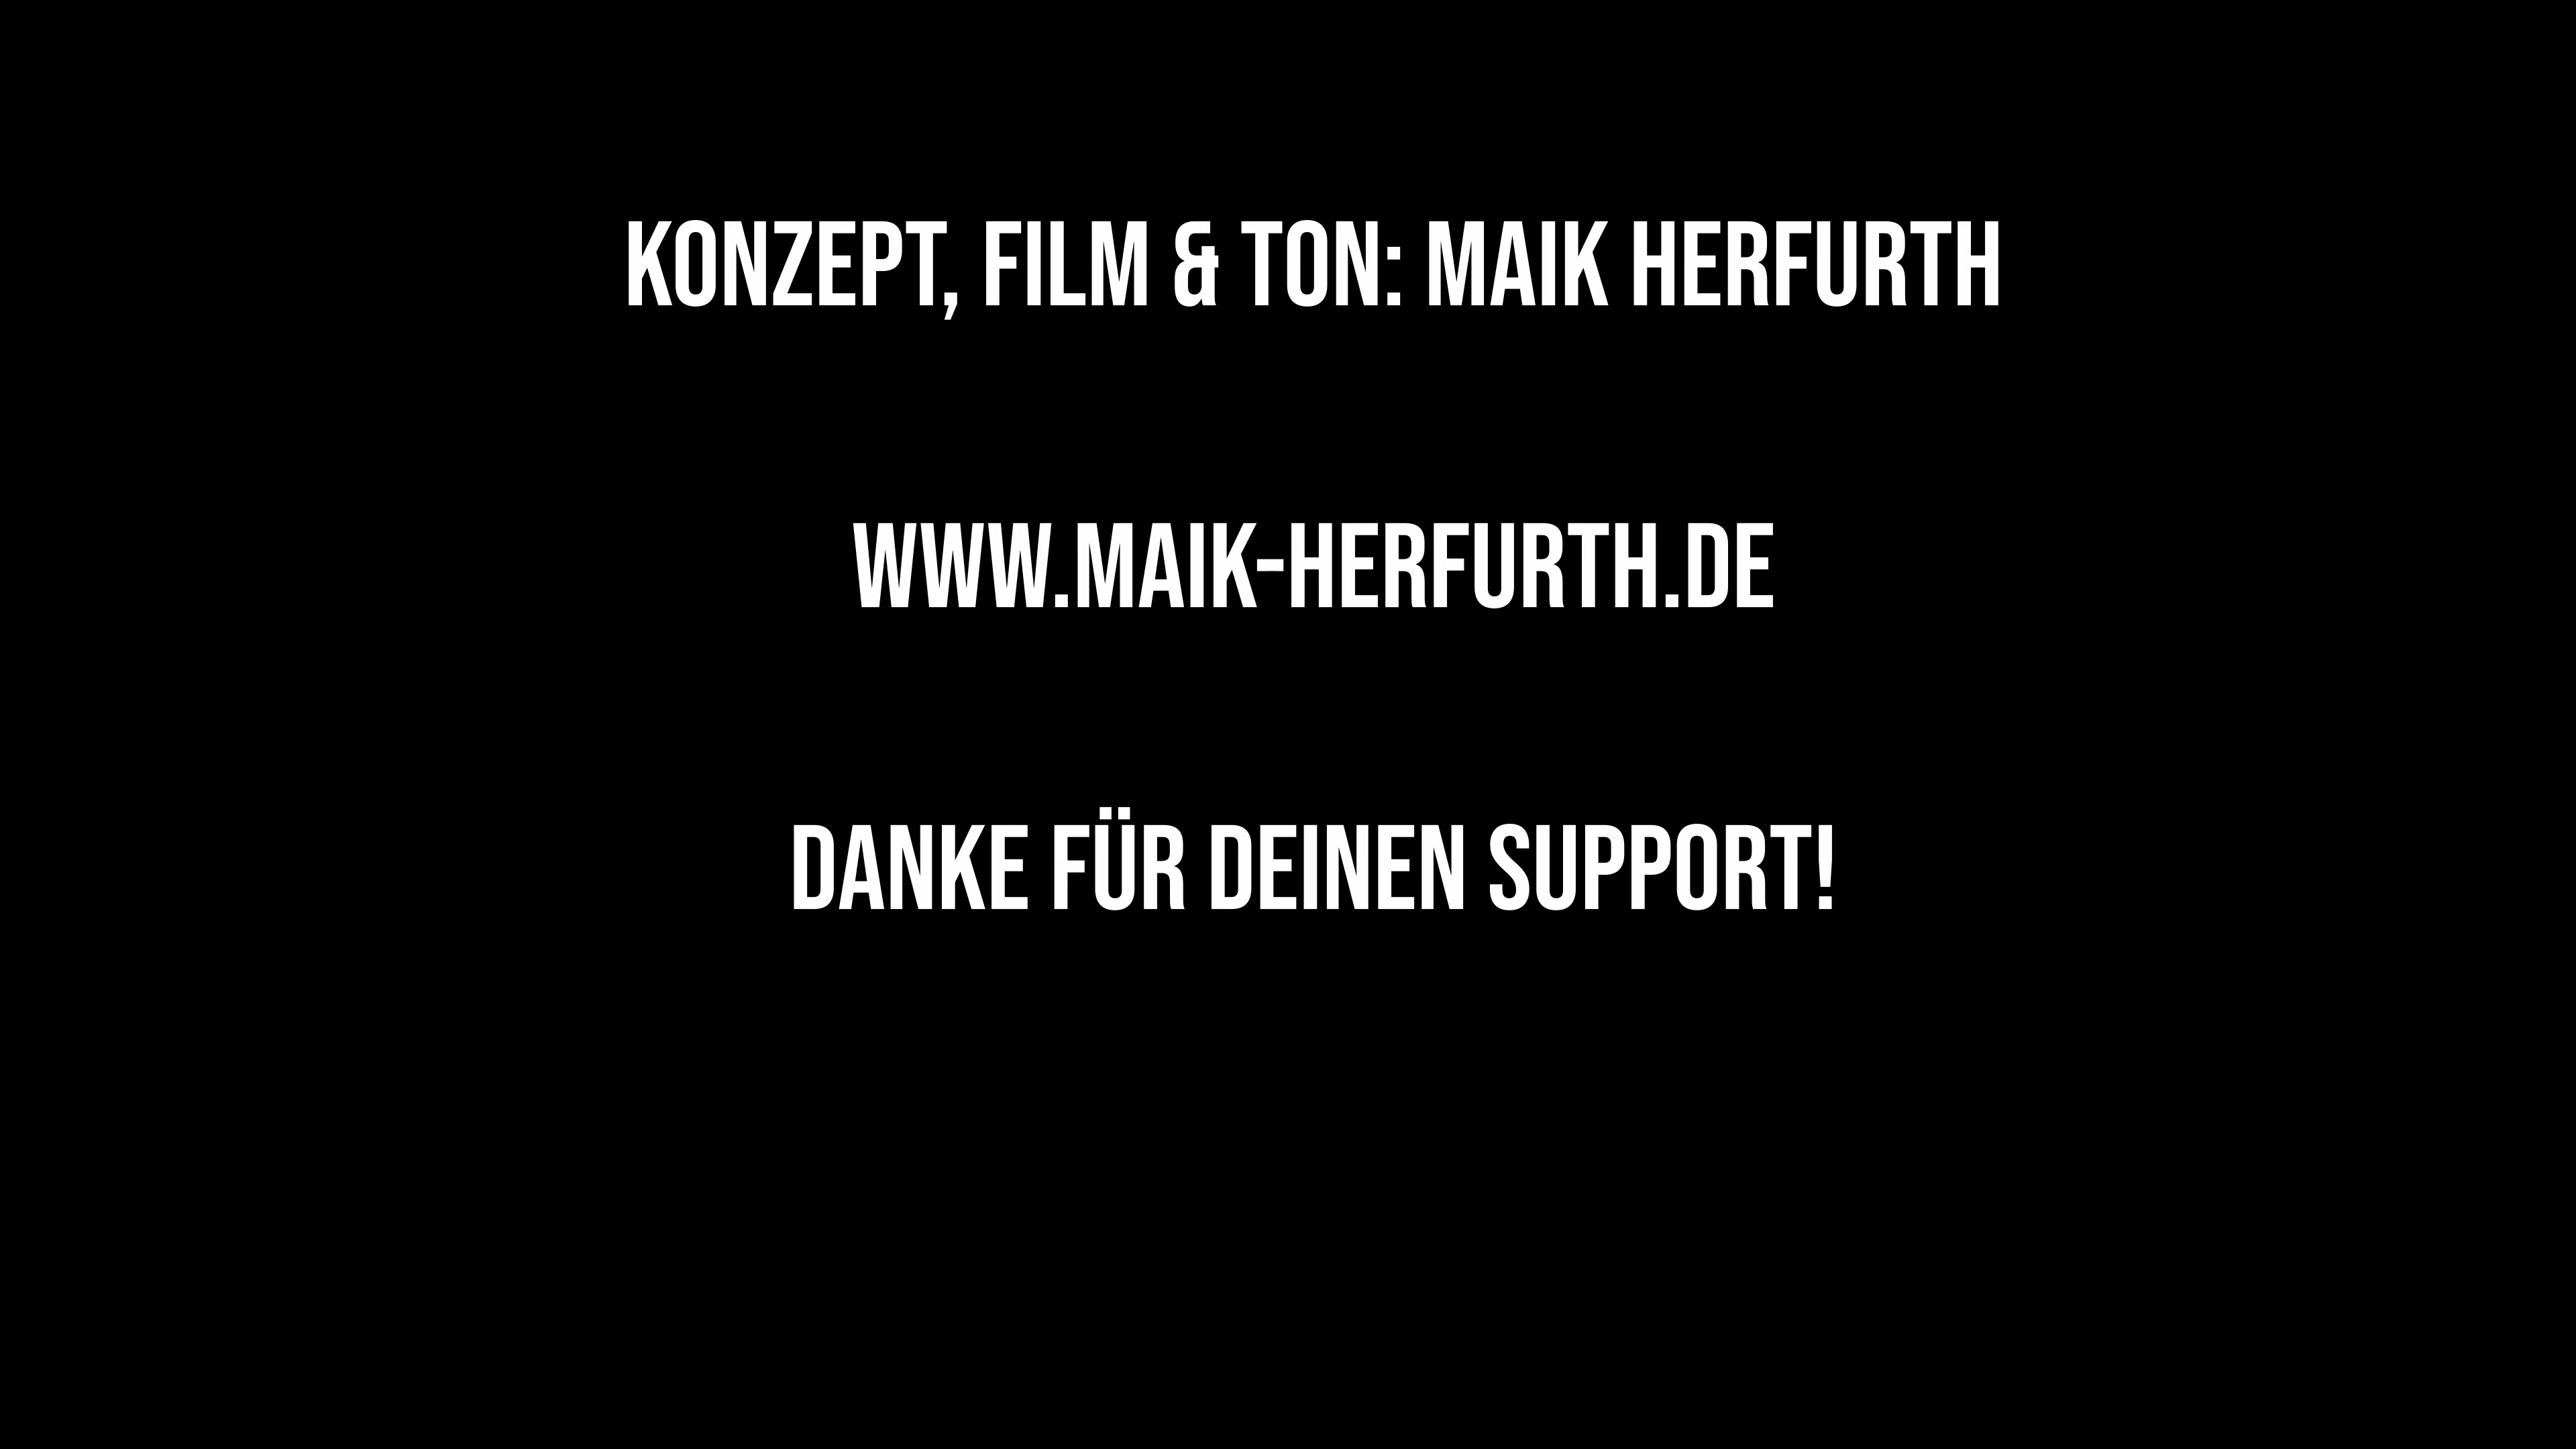 KONZEPT, FILM & TON: MAIK HERFURTH
WWW.MAIK-HERFURTH.DE
DANKE FÜR DEINEN SUPPORT!